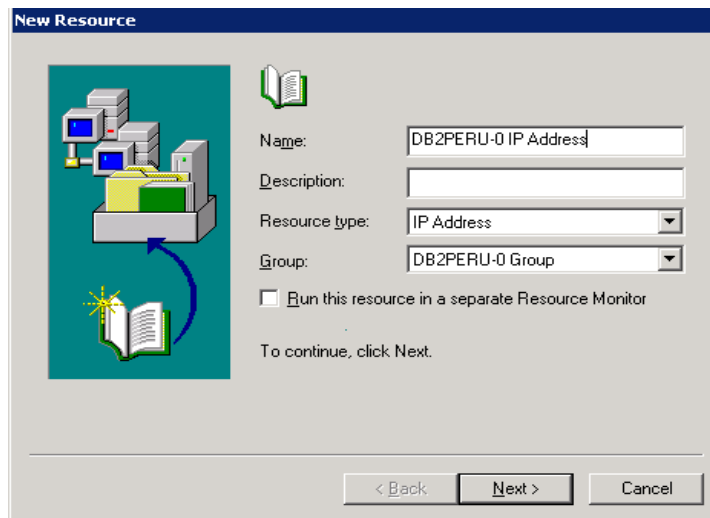 New Resource
Name: DB2PERU-0 IP Address
Description:
Resource type: IP Address
Group: DB2PERU-0 Group
Run this resource in a separate Resource Monitor
To continue, click Next.
< Back Next > Cancel